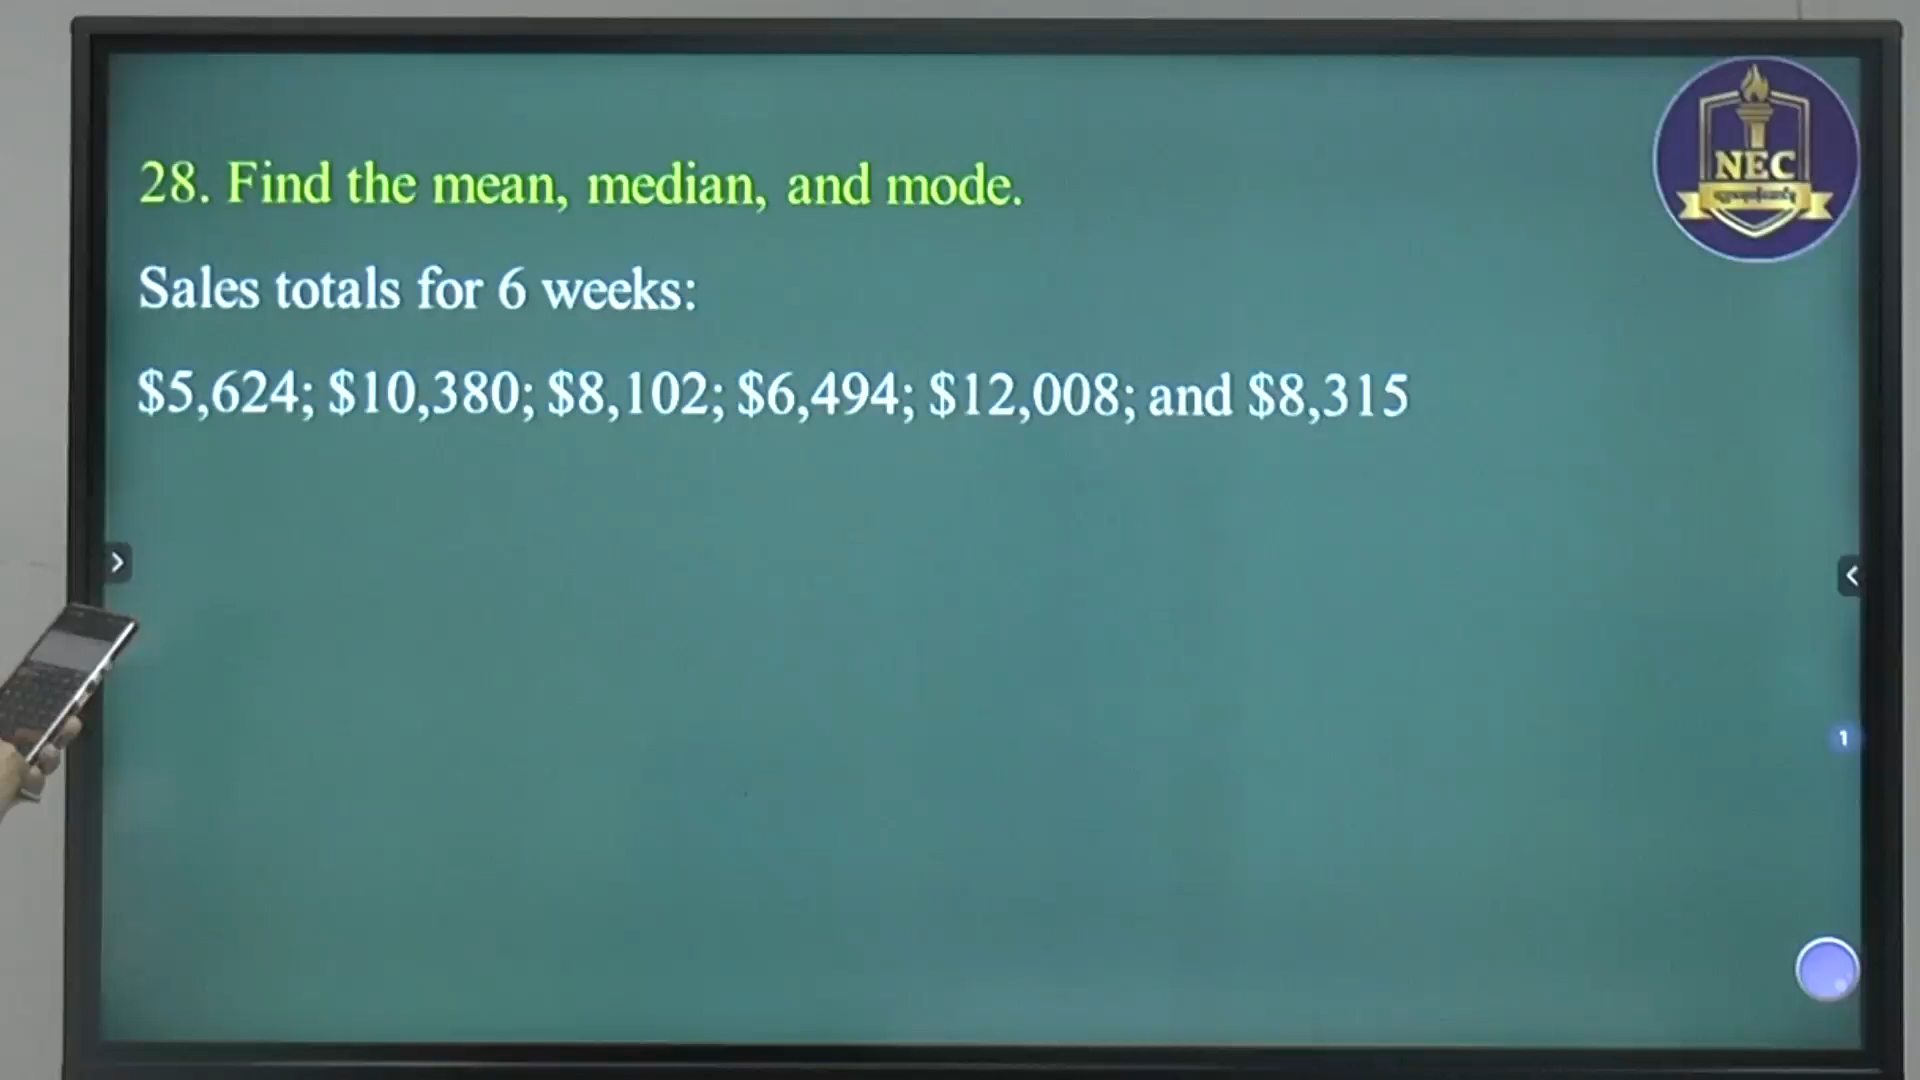 NEC
28. Find the mean, median, and mode.
Sales totals for 6 weeks:
$5,624; $10,380; $8,102; $6,494; $12,008; and $8,315
1